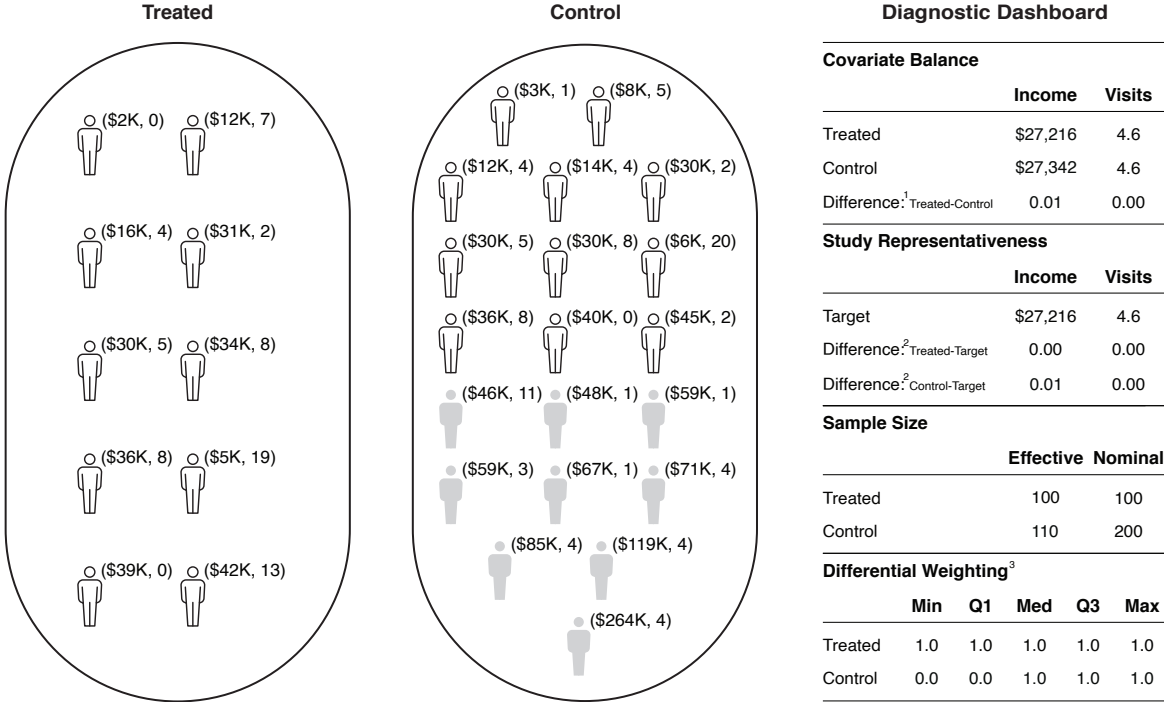 Treated
($2K, 0) ($12K, 7)
($16K, 4) ($31K, 2)
($30K, 5) ($34K, 8)
($36K, 8) ($5K, 19)
($39K, 0) ($42K, 13)
Control
($3K, 1) ($8K, 5)
($12K, 4) ($14K, 4) ($30K, 2)
($30K, 5) ($30K, 8) ($6K, 20)
($36K, 8) ($40K, 0) ($45K, 2)
($46K, 11) ($48K, 1) ($59K, 1)
($59K, 3) ($67K, 1) ($71K, 4)
($85K, 4) ($119K, 4)
($264K, 4)
Diagnostic Dashboard
Covariate Balance
Income Visits
Treated $27,216 4.6
Control $27,342 4.6
Difference:¹Treated-Control 0.01 0.00
Study Representativeness
Income Visits
Target $27,216 4.6
Difference:²Treated-Target 0.00 0.00
Difference:²Control-Target 0.01 0.00
Sample Size
Effective Nominal
Treated 100 100
Control 110 200
Differential Weighting³
Min Q1 Med Q3 Max
Treated 1.0 1.0 1.0 1.0 1.0
Control 0.0 0.0 1.0 1.0 1.0